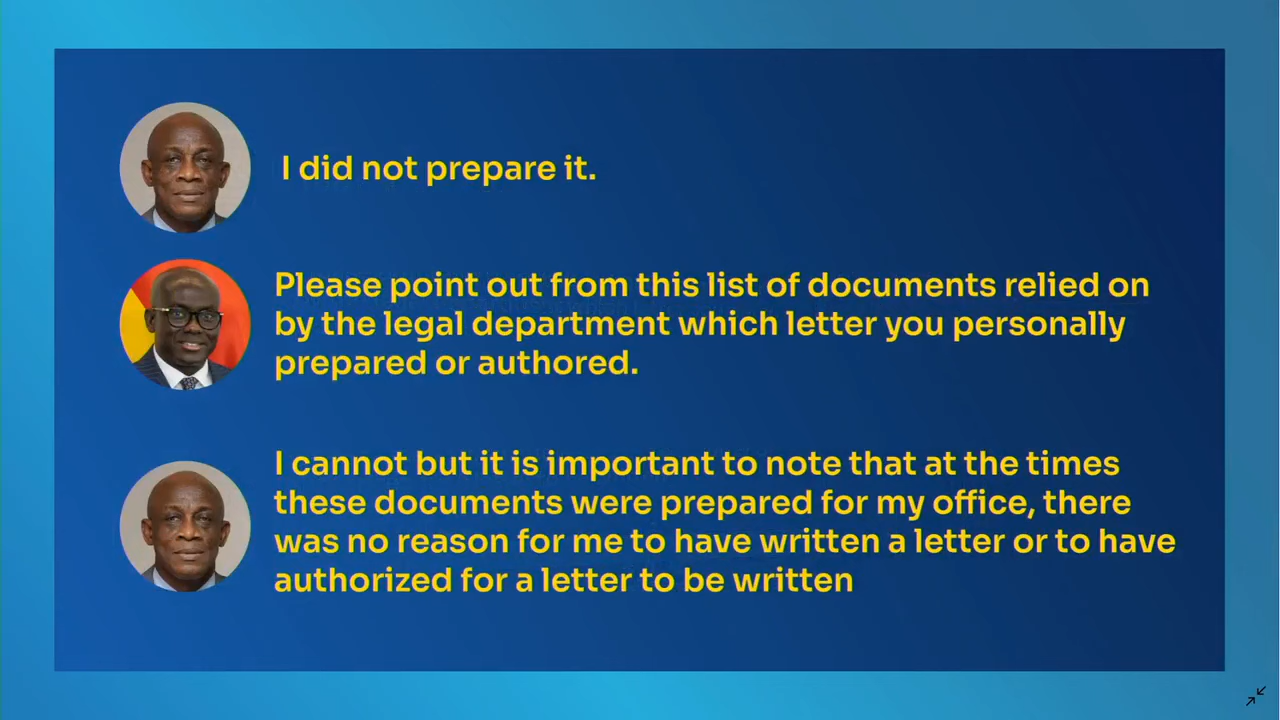 I did not prepare it.
Please point out from this list of documents relied on
by the legal department which letter you personally
prepared or authored.
I cannot but it is important to note that at the times
these documents were prepared for my office, there
was no reason for me to have written a letter or to have
authorized for a letter to be written